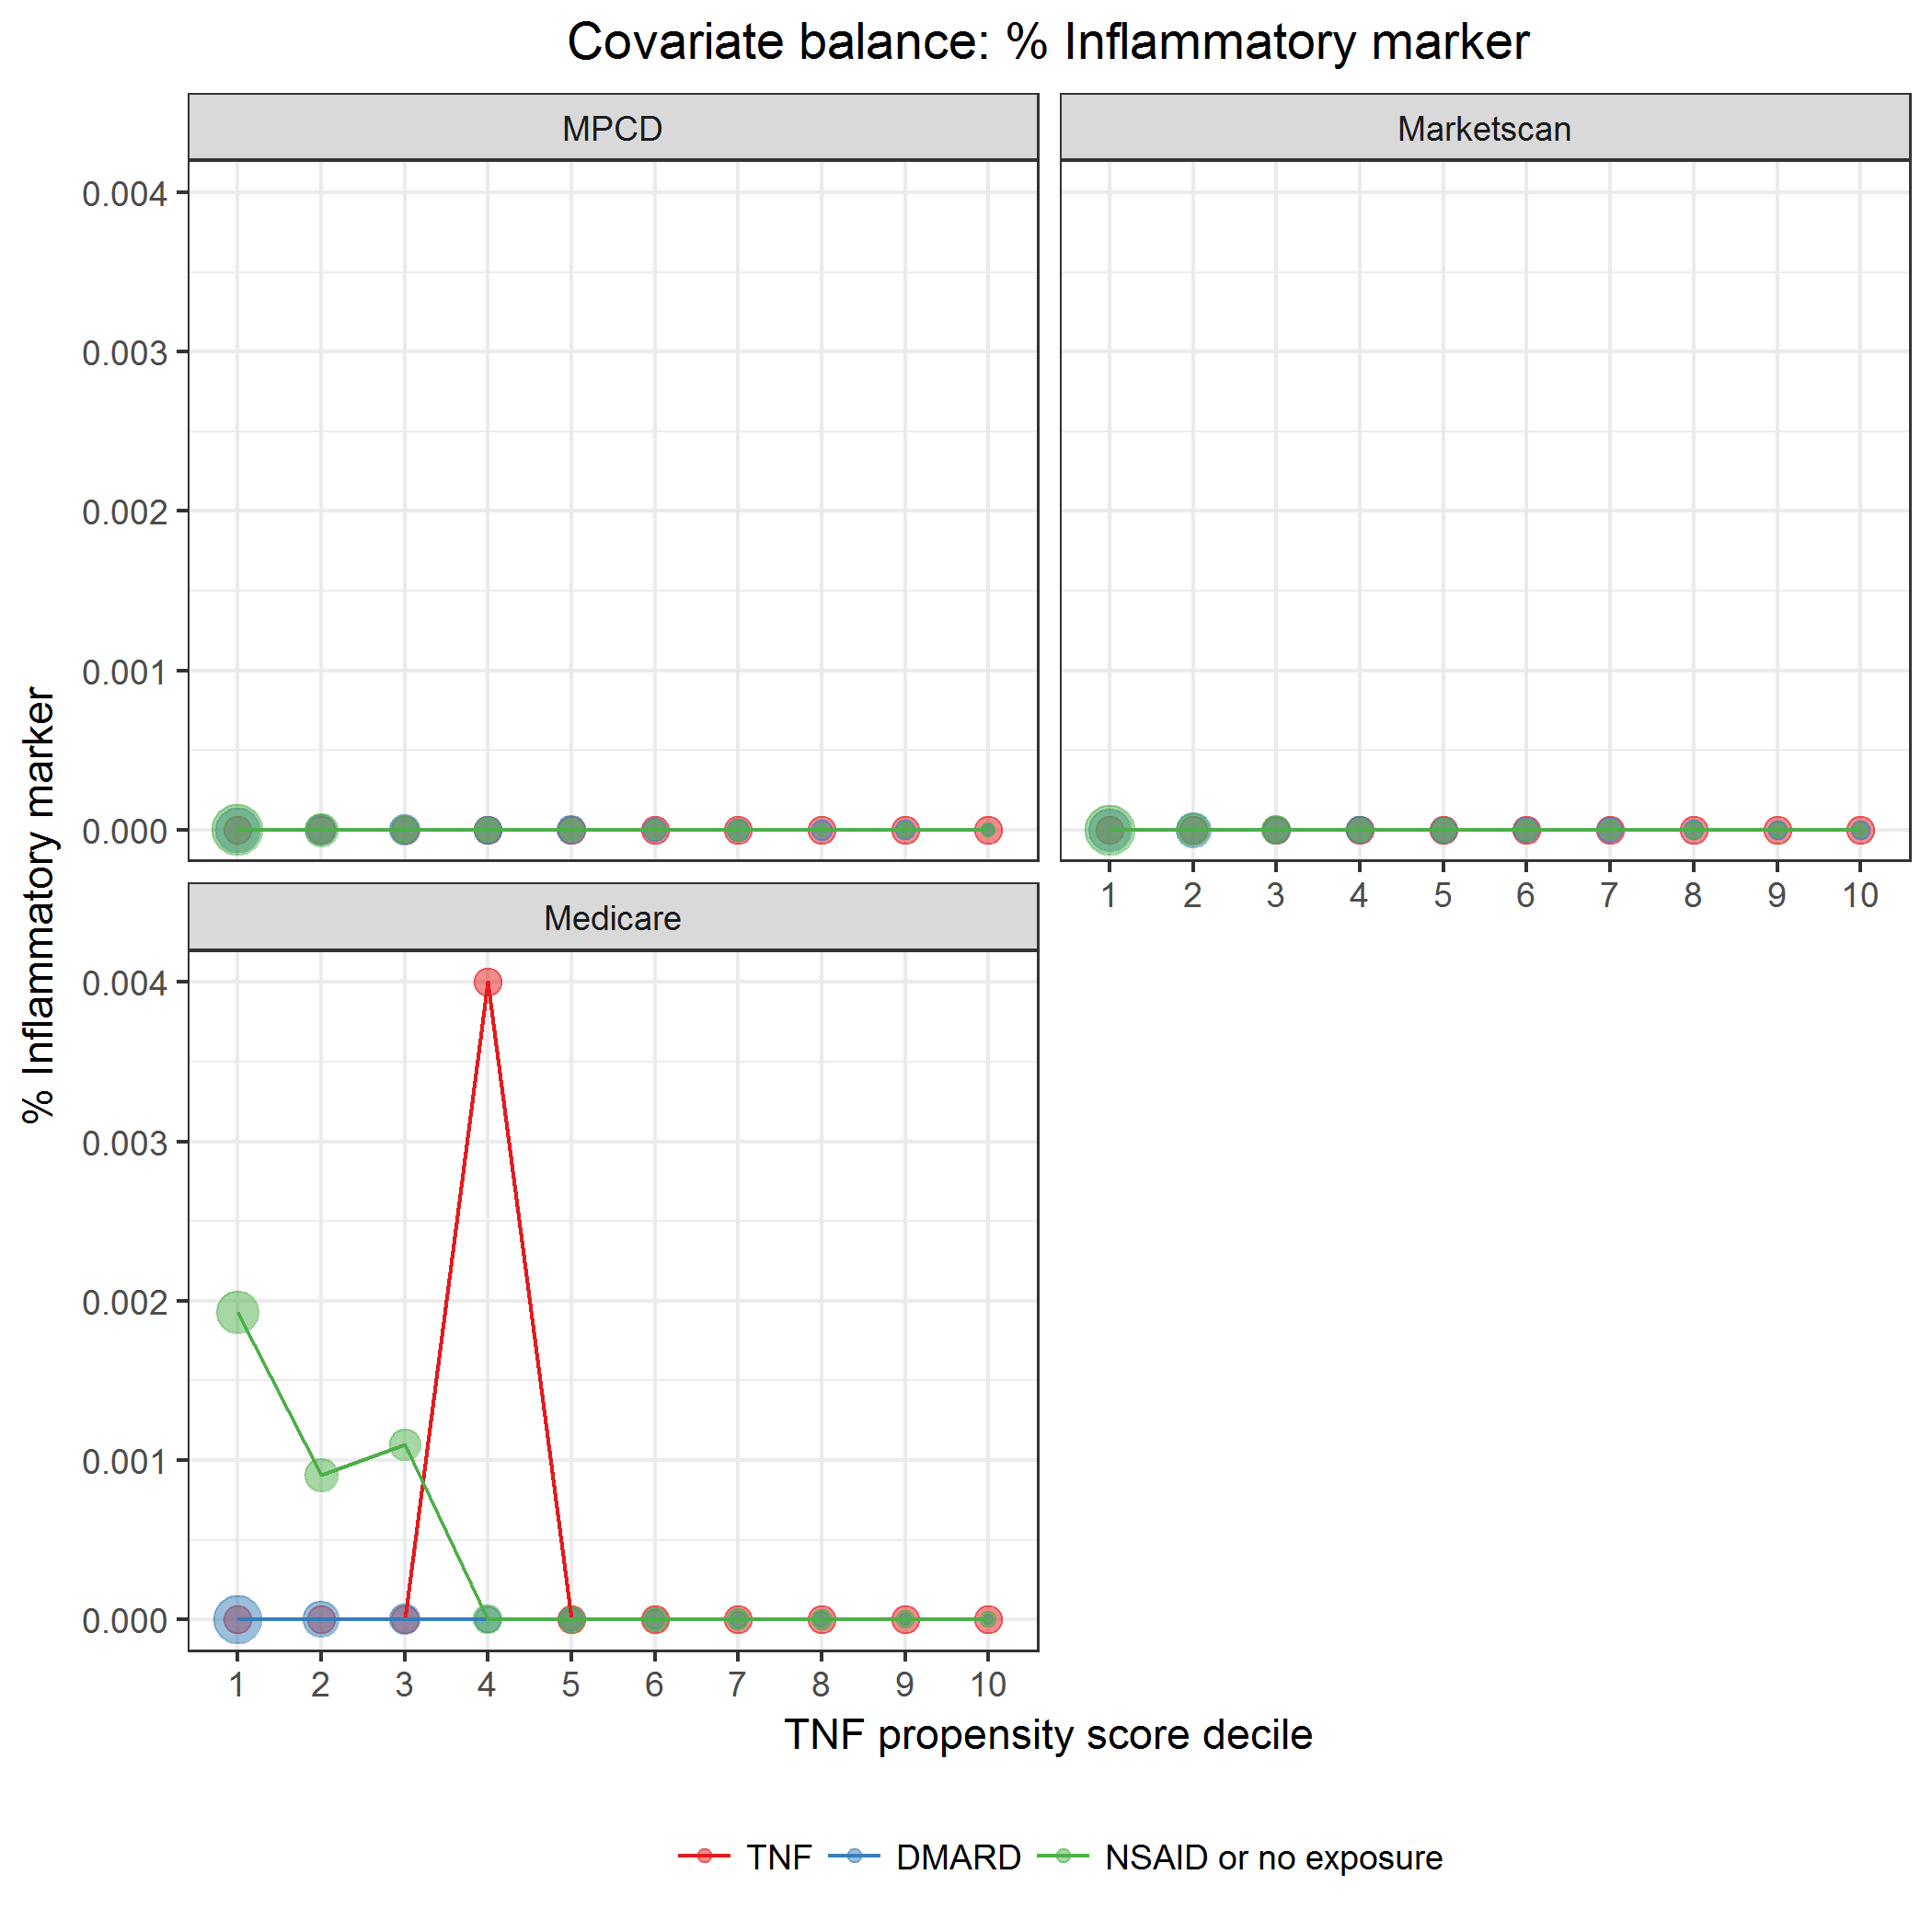 Covariate balance: % Inflammatory marker
MPCD
Marketscan
0.004
0.003
0.002
0.001
0.000
1 2 3 4 5 6 7 8 9 10
Medicare
0.004
0.003
0.002
0.001
0.000
1 2 3 4 5 6 7 8 9 10
% Inflammatory marker
TNF propensity score decile
TNF DMARD NSAID or no exposure